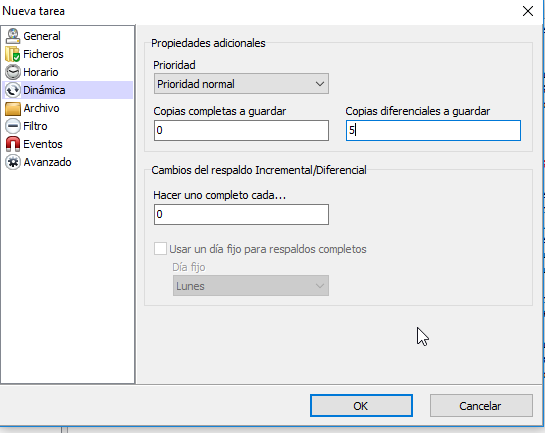 Nueva tarea
General
Ficheros
Horario
Dinámica
Archivo
Filtro
Eventos
Avanzado
Propiedades adicionales
Prioridad
Prioridad normal
Copias completas a guardar
Copias diferenciales a guardar
0
5
Cambios del respaldo Incremental/Diferencial
Hacer uno completo cada...
0
Usar un día fijo para respaldos completos
Día fijo
Lunes
OK
Cancelar